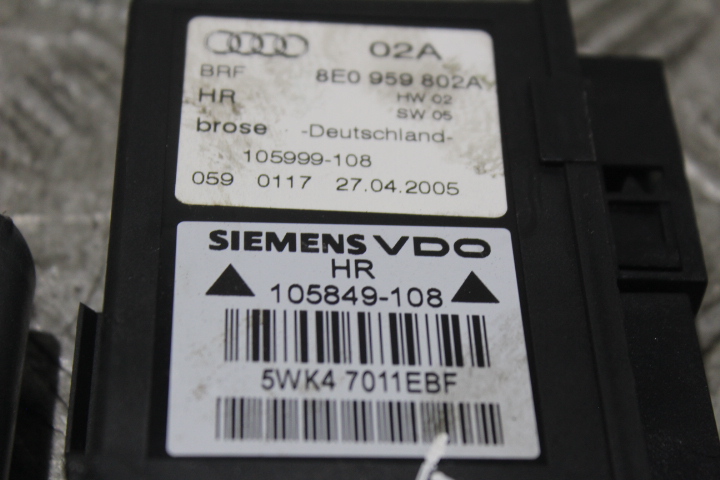 02A
BRF 8E0 959 802A
HR HW 02
SW 05
brose -Deutschland-
105999-108
059 0117 27.04.2005
SIEMENS VDO
HR
105849-108
5WK4 7011EBF